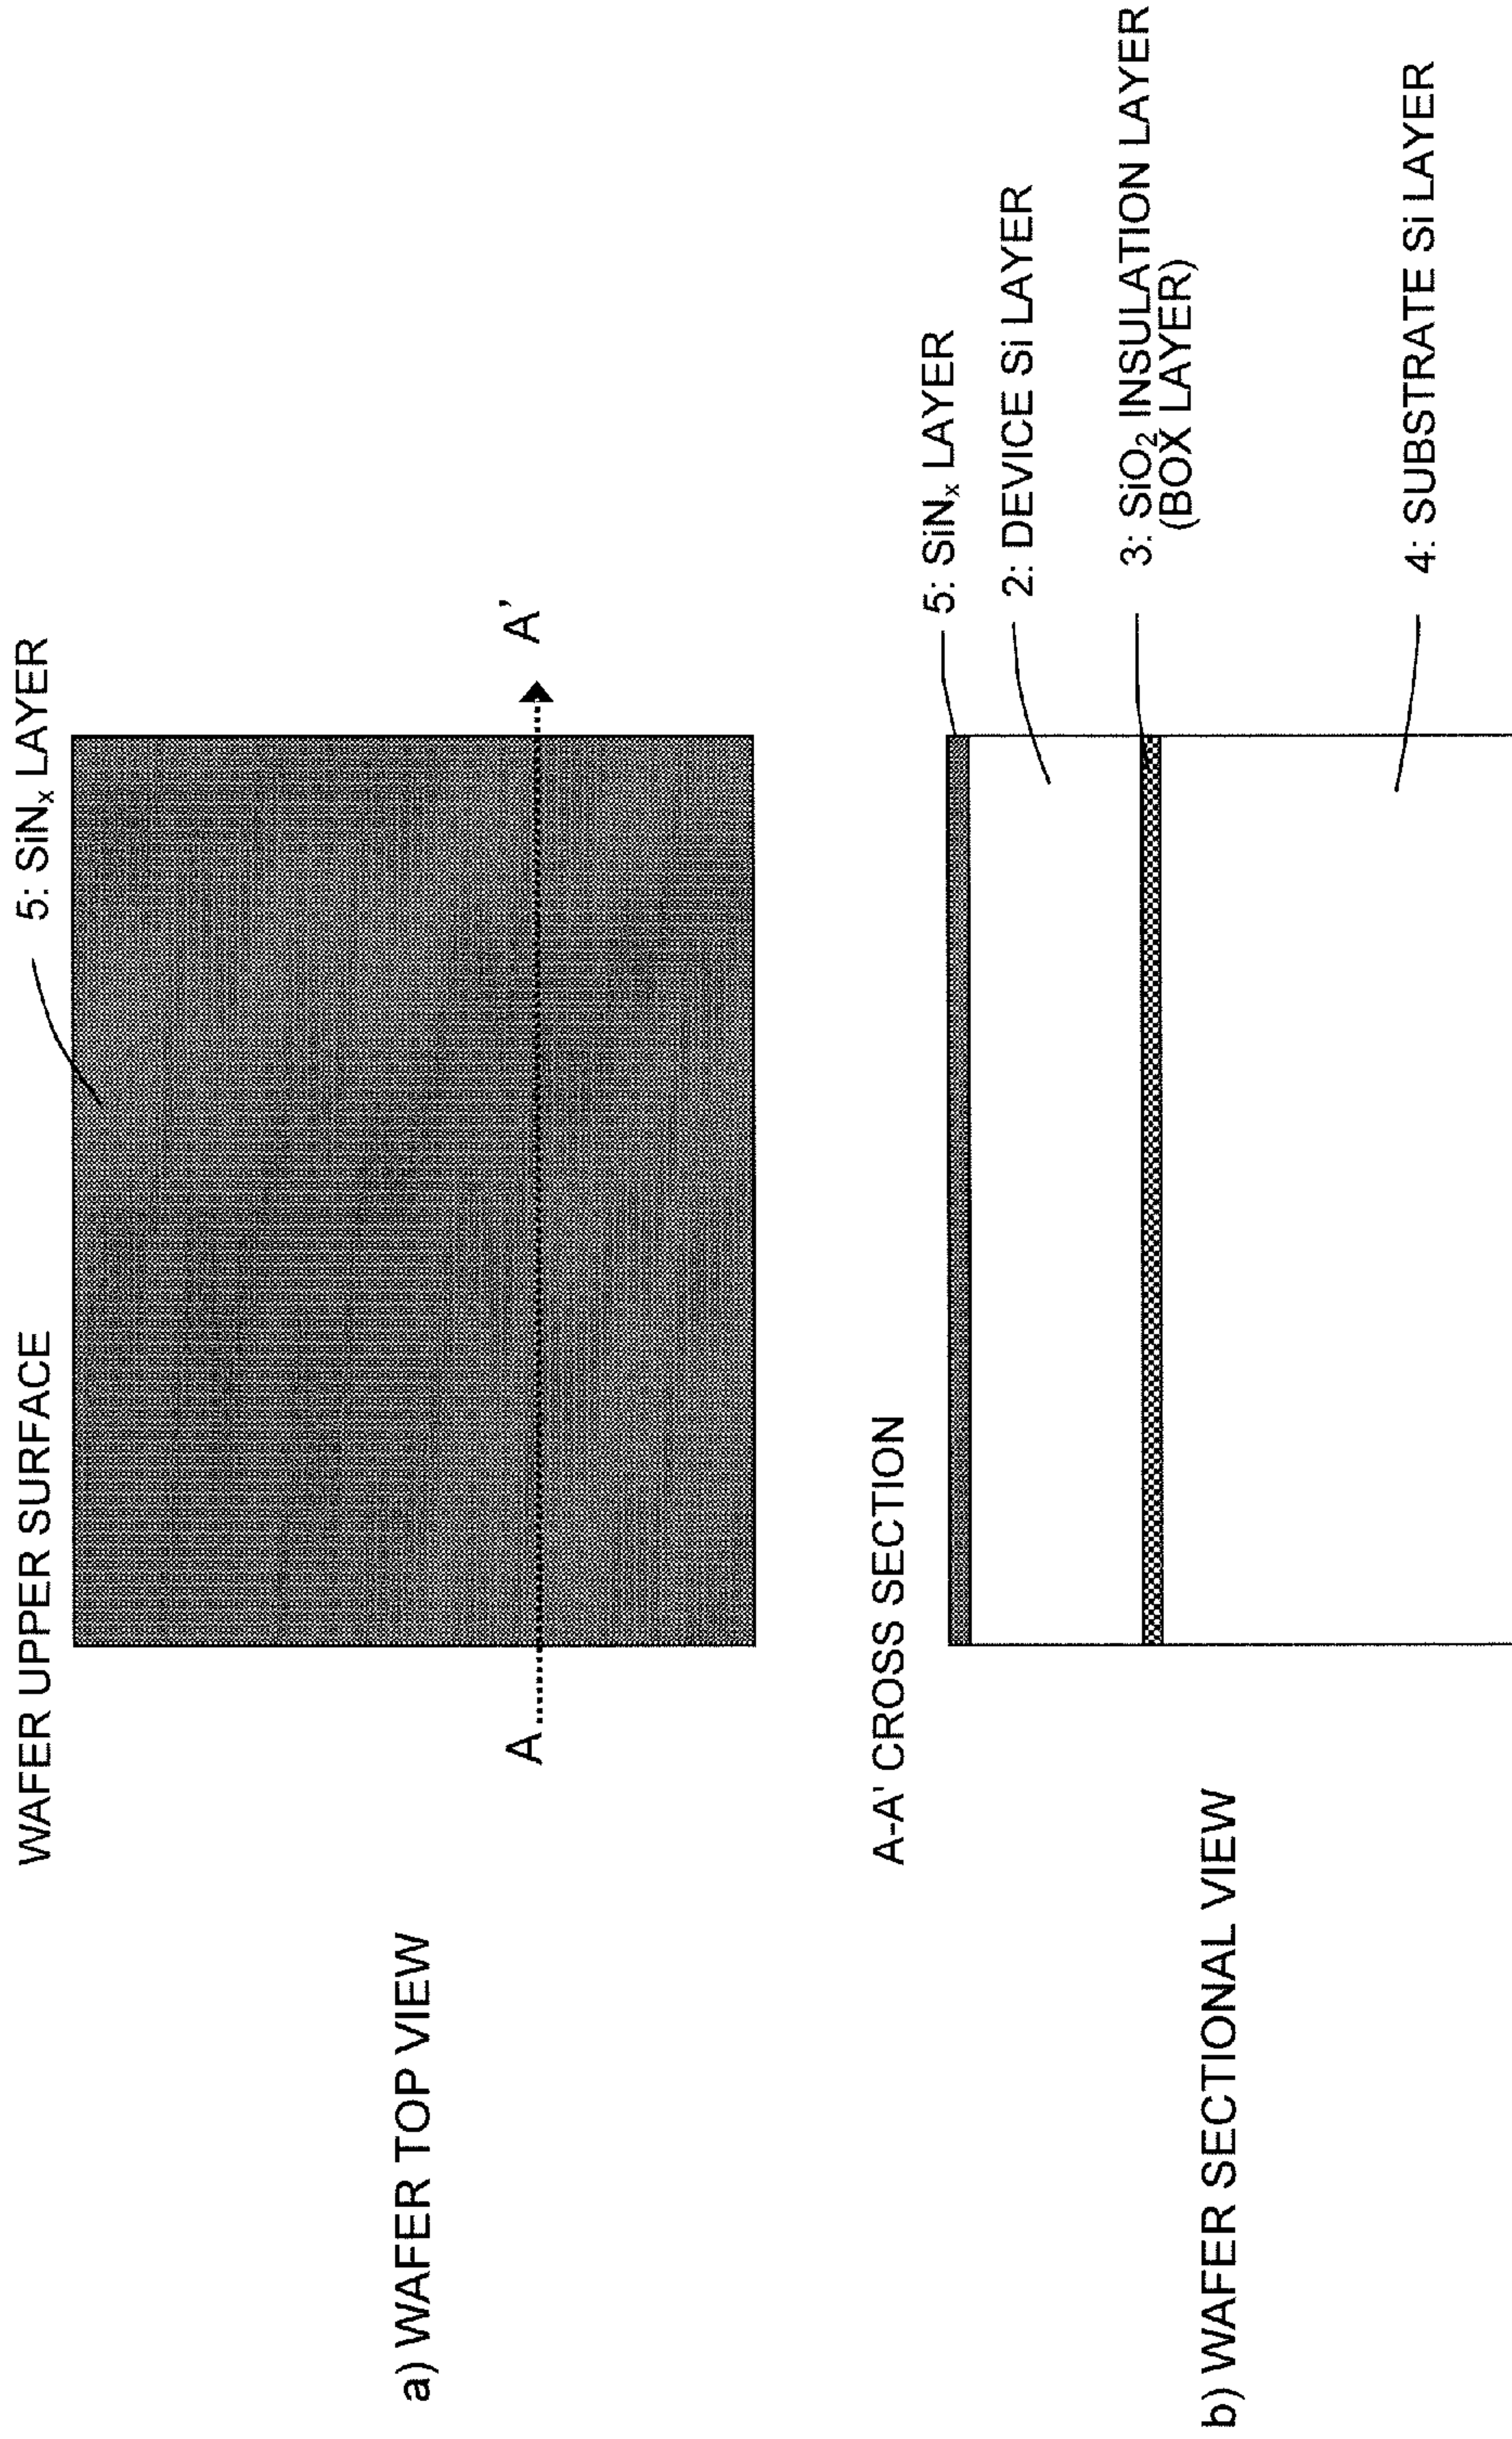 WAFER UPPER SURFACE
5: SiNx LAYER
a) WAFER TOP VIEW
A
A'
A-A' CROSS SECTION
5: SiNx LAYER
2: DEVICE Si LAYER
3: SiO2 INSULATION LAYER
(BOX LAYER)
b) WAFER SECTIONAL VIEW
4: SUBSTRATE Si LAYER